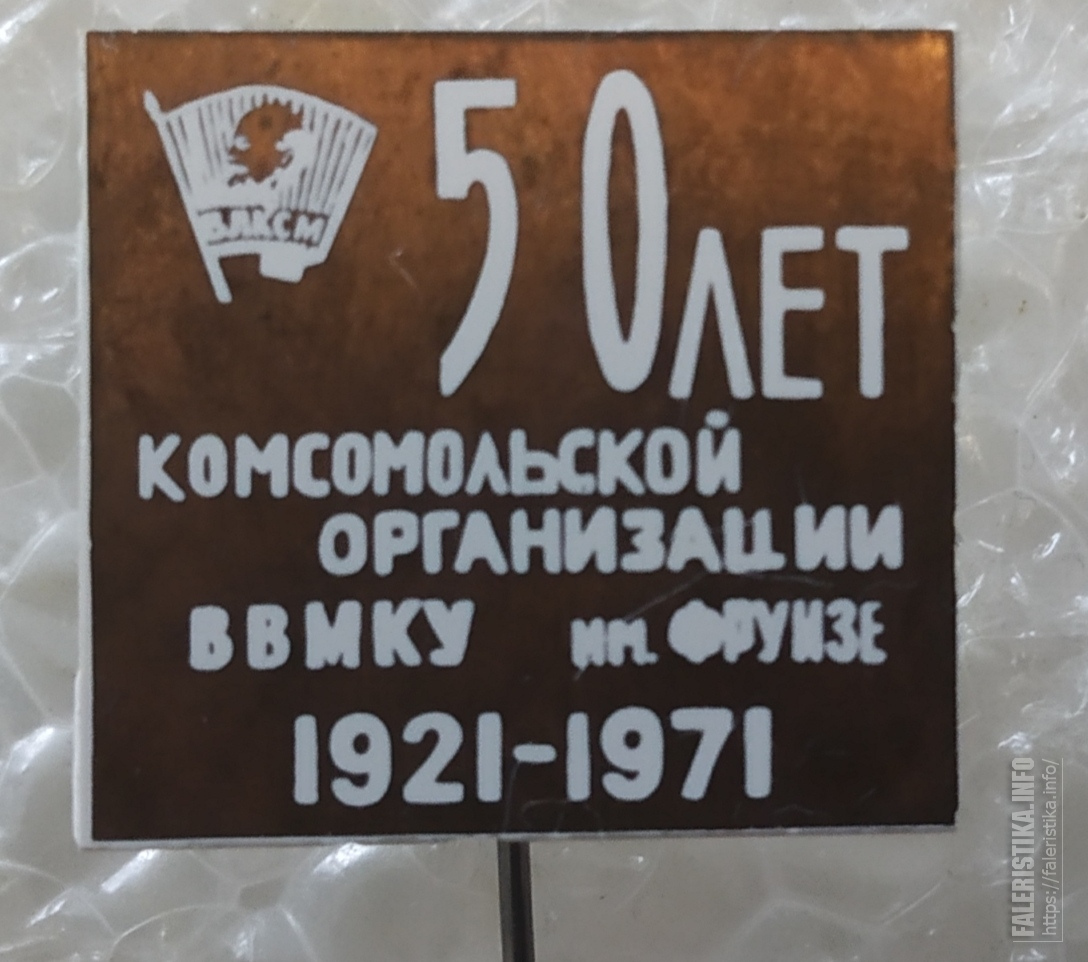 ВЛКСМ
50 ЛЕТ
КОМСОМОЛЬСКОЙ
ОРГАНИЗАЦИИ
ВВМКУ им. ФРУНЗЕ
1921-1971
FALERISTIKA.INFO
https://faleristika.info/